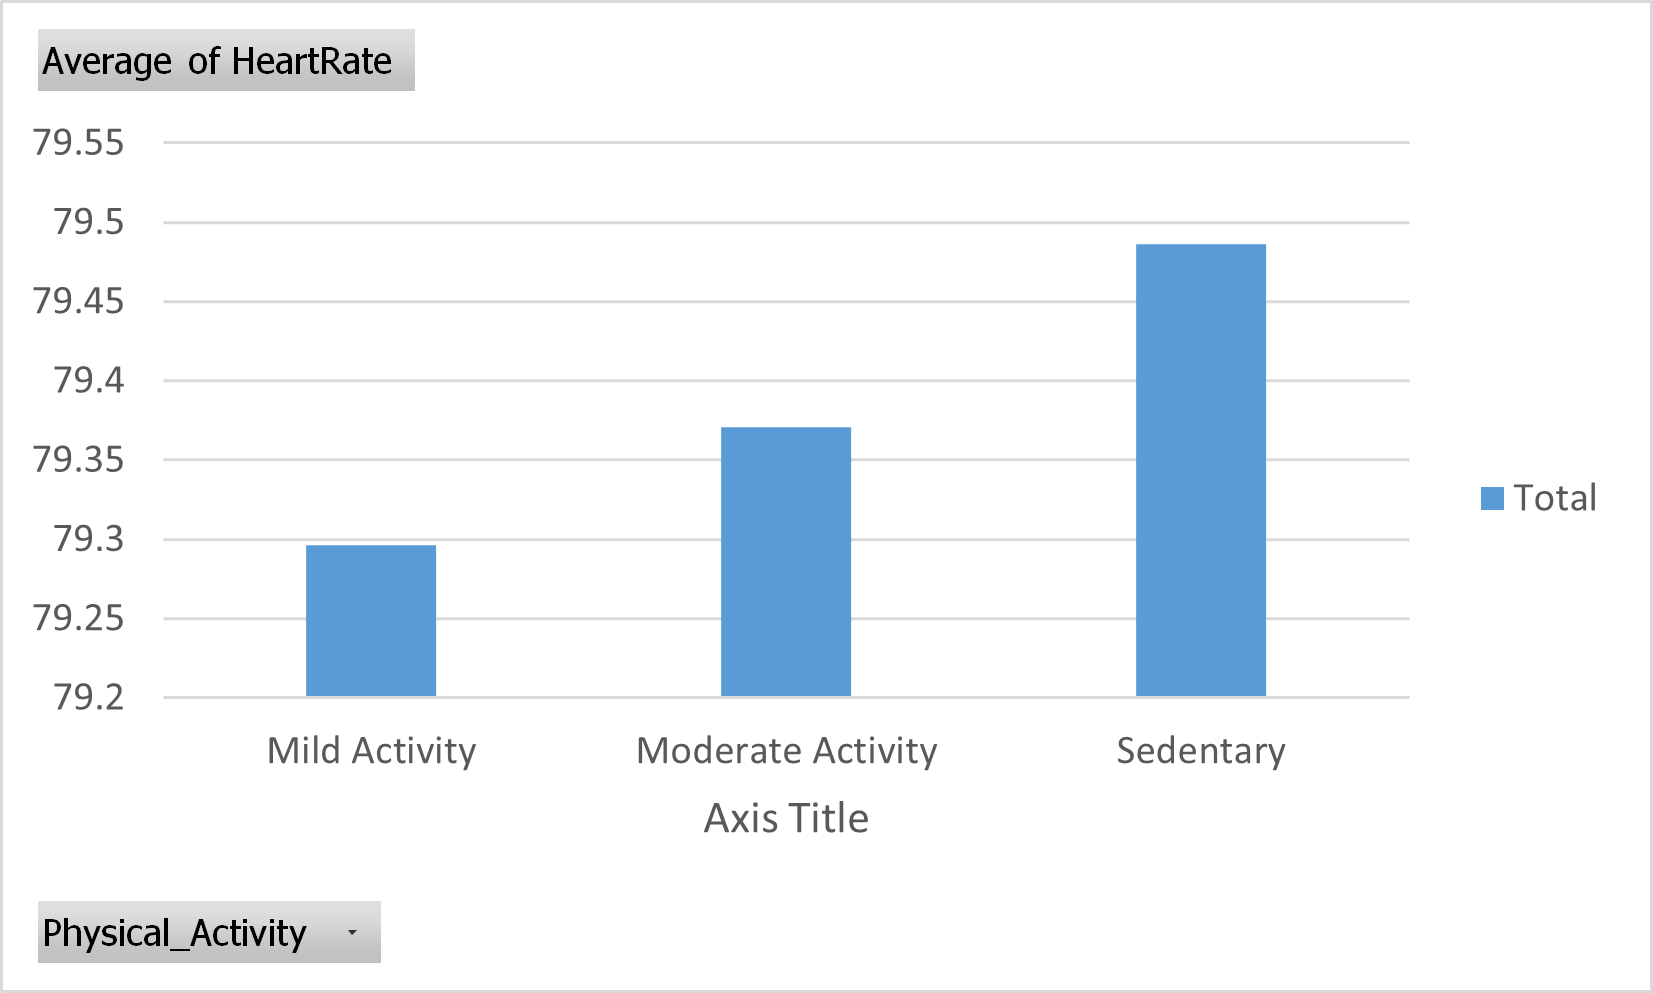 Average of HeartRate
79.55
79.5
79.45
79.4
79.35
79.3
79.25
79.2
Mild Activity
Moderate Activity
Sedentary
Axis Title
Total
Physical_Activity